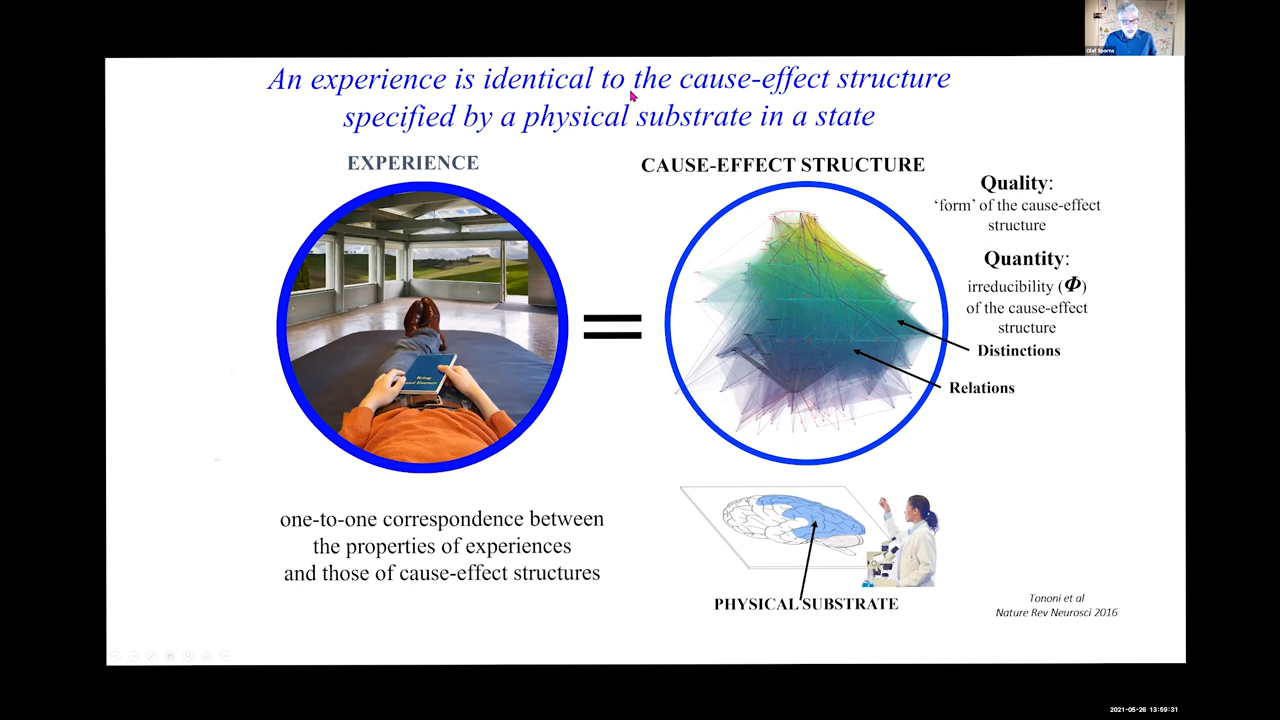 Olaf Sporns
An experience is identical to the cause-effect structure
specified by a physical substrate in a state
EXPERIENCE
CAUSE-EFFECT STRUCTURE
Quality:
‘form’ of the cause-effect
structure
Quantity:
irreducibility (Φ)
of the cause-effect
structure
Distinctions
Relations
Being
=
one-to-one correspondence between
the properties of experiences
and those of cause-effect structures
PHYSICAL SUBSTRATE
Tononi et al
Nature Rev Neurosci 2016
2021-05-26 13:59:31